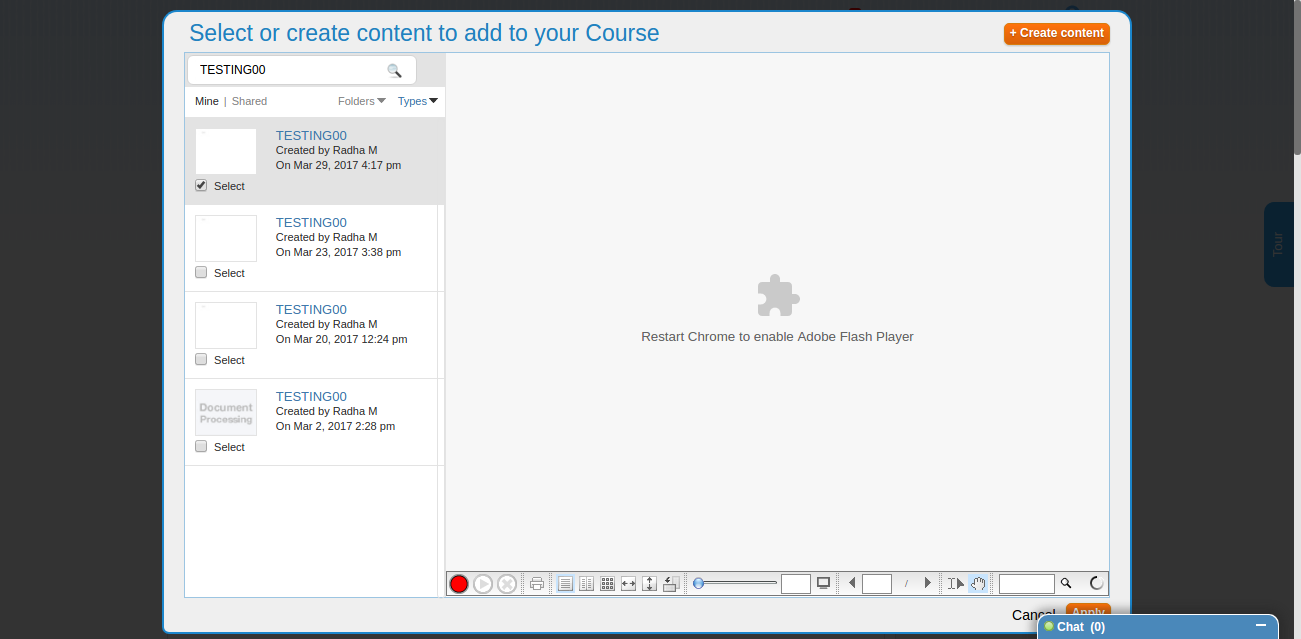 Select or create content to add to your Course
+ Create content
TESTING00
Mine | Shared
Folders
Types
TESTING00
Created by Radha M
On Mar 29, 2017 4:17 pm
Select
TESTING00
Created by Radha M
On Mar 23, 2017 3:38 pm
Select
TESTING00
Created by Radha M
On Mar 20, 2017 12:24 pm
Select
Document
Processing
TESTING00
Created by Radha M
On Mar 2, 2017 2:28 pm
Select
Restart Chrome to enable Adobe Flash Player
/
Tour
Cancel
Apply
Chat (0)